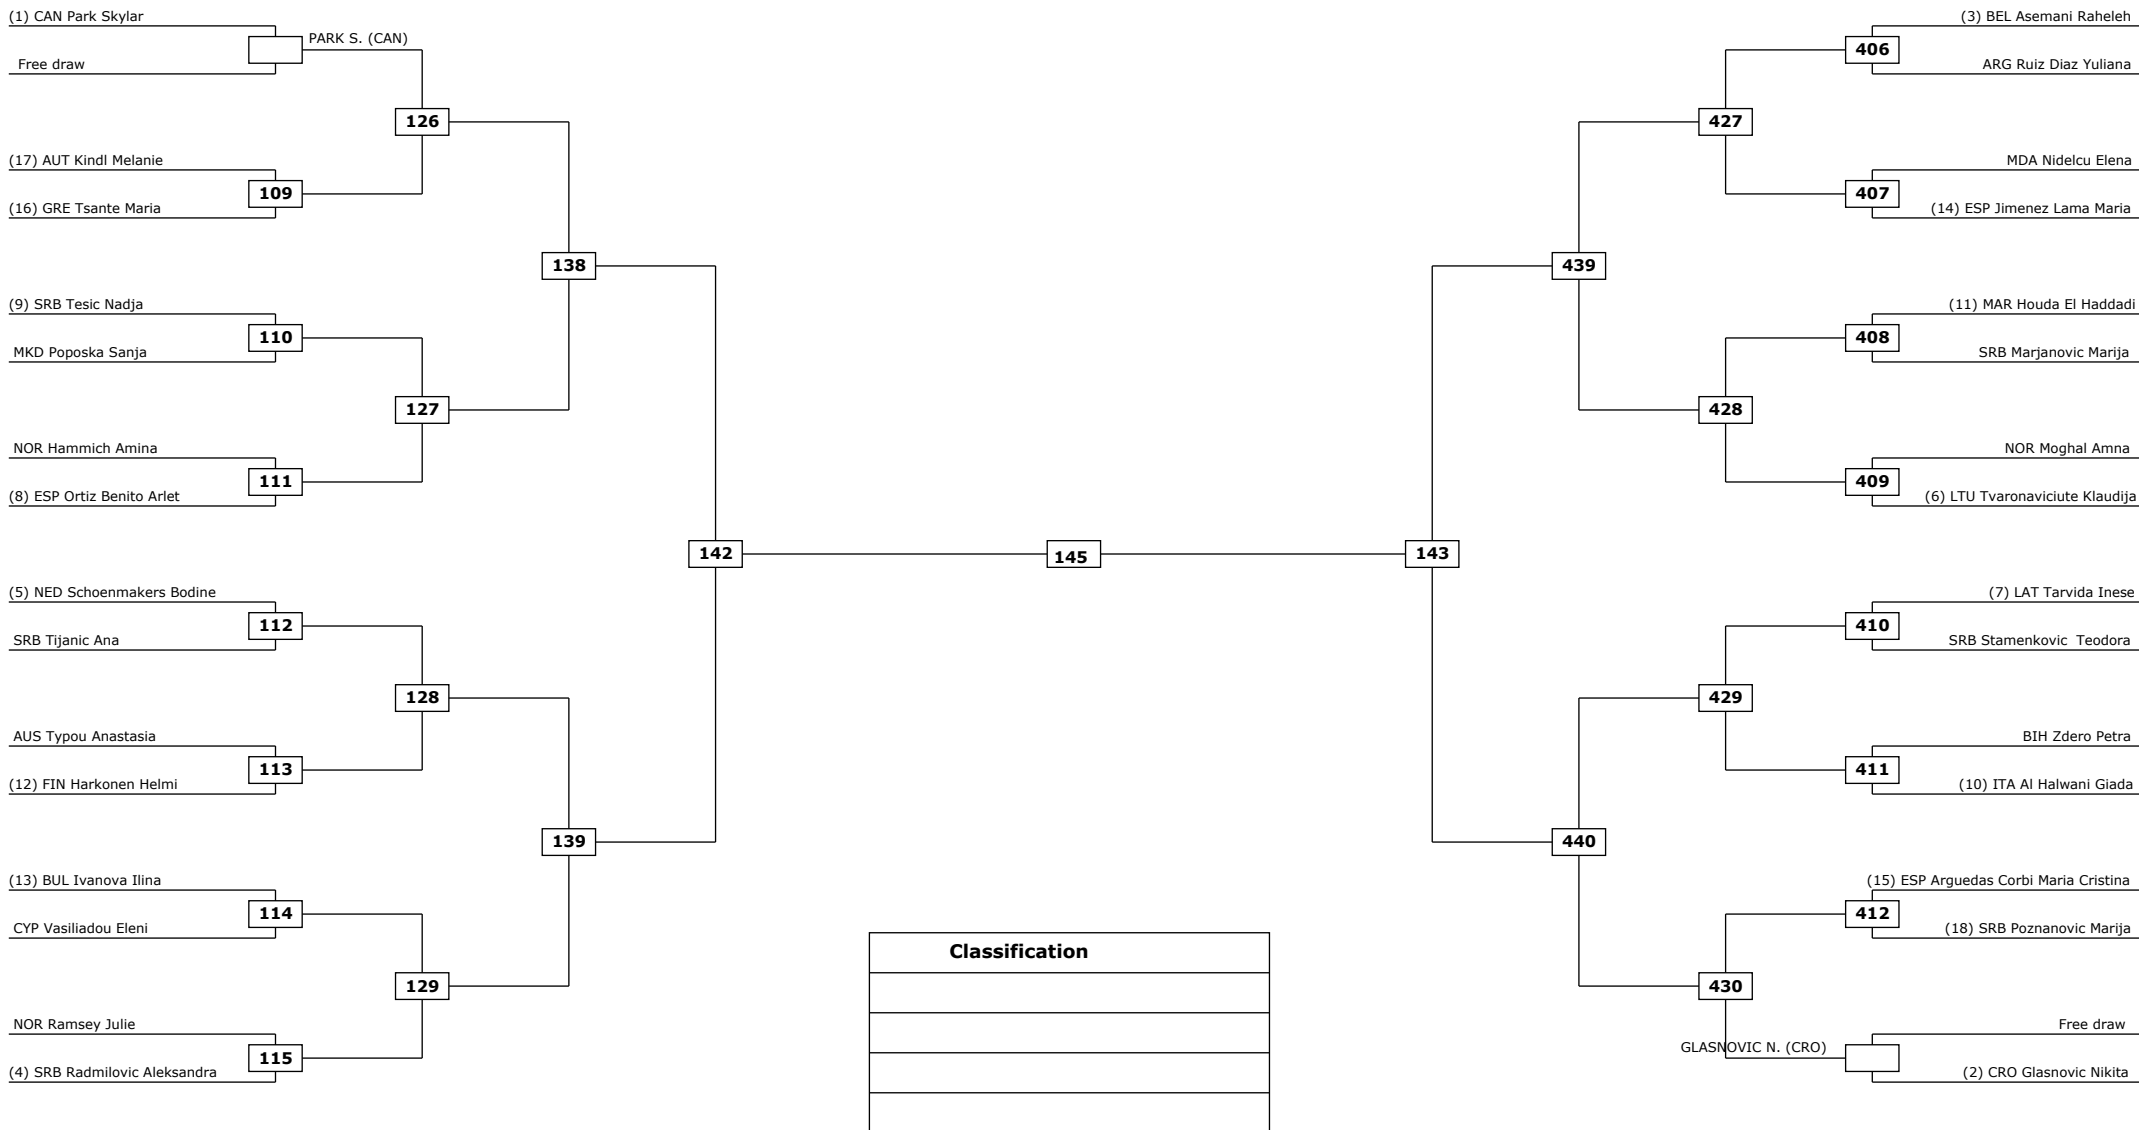 (1) CAN Park Skylar
PARK S. (CAN)
Free draw
126
(17) AUT Kindl Melanie
109
(16) GRE Tsante Maria
138
(9) SRB Tesic Nadja
110
MKD Poposka Sanja
127
NOR Hammich Amina
111
(8) ESP Ortiz Benito Arlet
142
(5) NED Schoenmakers Bodine
112
SRB Tijanic Ana
128
AUS Typou Anastasia
113
(12) FIN Harkonen Helmi
139
(13) BUL Ivanova Ilina
114
CYP Vasiliadou Eleni
129
NOR Ramsey Julie
115
(4) SRB Radmilovic Aleksandra
145
143
(3) BEL Asemani Raheleh
406
ARG Ruiz Diaz Yuliana
427
MDA Nidelcu Elena
407
(14) ESP Jimenez Lama Maria
439
(11) MAR Houda El Haddadi
408
SRB Marjanovic Marija
428
NOR Moghal Amna
409
(6) LTU Tvaronaviciute Klaudija
(7) LAT Tarvida Inese
410
SRB Stamenkovic  Teodora
429
BIH Zdero Petra
411
(10) ITA Al Halwani Giada
440
(15) ESP Arguedas Corbi Maria Cristina
412
(18) SRB Poznanovic Marija
430
Free draw
GLASNOVIC N. (CRO)
(2) CRO Glasnovic Nikita
Classification